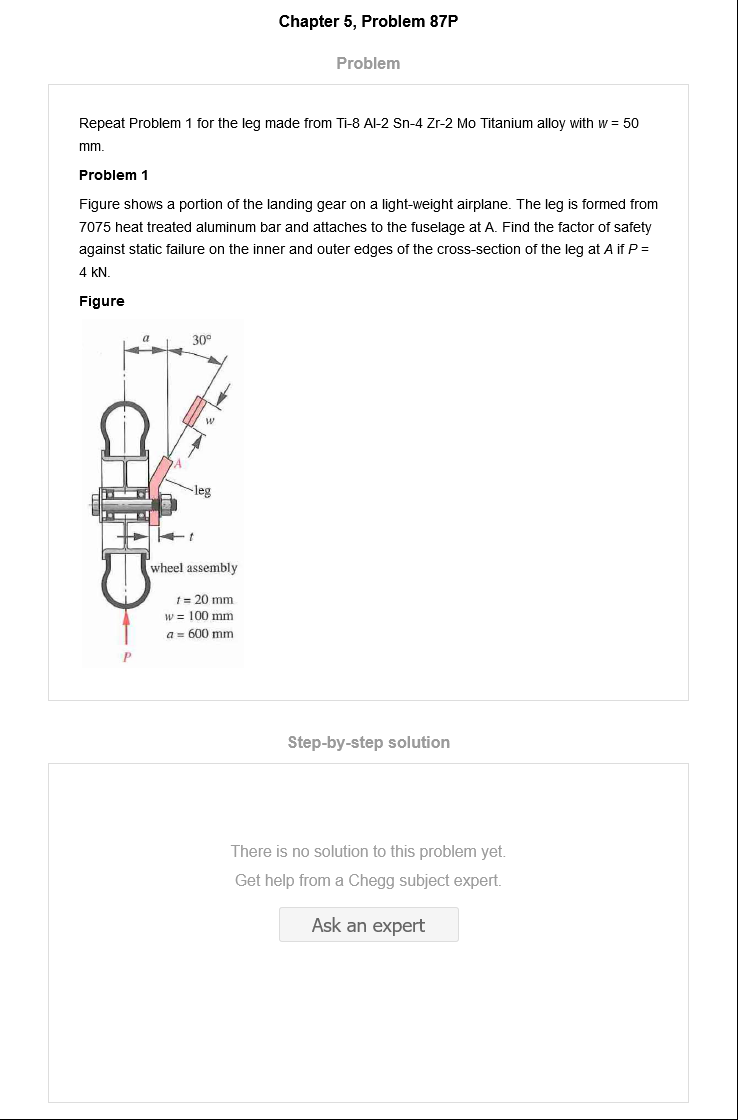 Chapter 5, Problem 87P
Problem
Repeat Problem 1 for the leg made from Ti-8 Al-2 Sn-4 Zr-2 Mo Titanium alloy with w = 50
mm.
Problem 1
Figure shows a portion of the landing gear on a light-weight airplane. The leg is formed from
7075 heat treated aluminum bar and attaches to the fuselage at A. Find the factor of safety
against static failure on the inner and outer edges of the cross-section of the leg at A if P =
4 kN.
Figure
a
30°
w
A
leg
t
wheel assembly
t = 20 mm
w = 100 mm
a = 600 mm
P
Step-by-step solution
There is no solution to this problem yet.
Get help from a Chegg subject expert.
Ask an expert